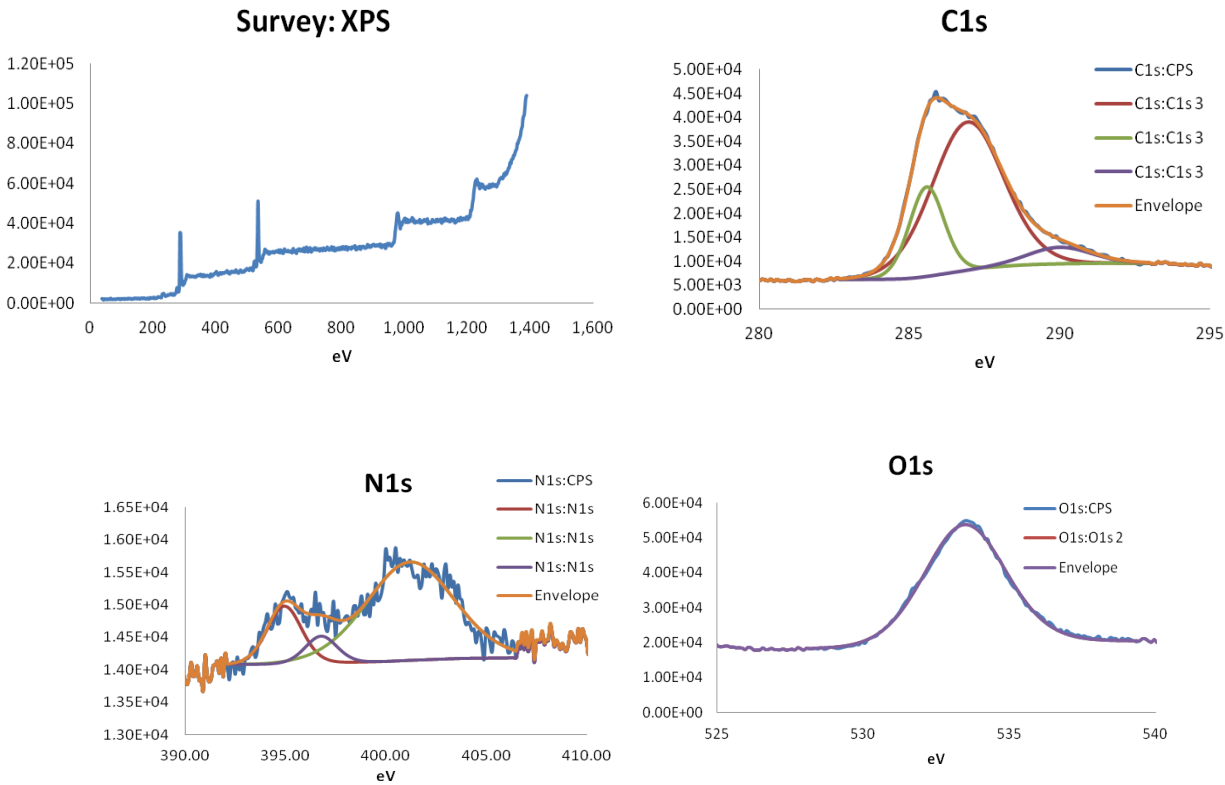 Survey: XPS
1.20E+05
1.00E+05
8.00E+04
6.00E+04
4.00E+04
2.00E+04
0.00E+00
0 200 400 600 800 1,000 1,200 1,400 1,600
eV
C1s
5.00E+04
4.50E+04
4.00E+04
3.50E+04
3.00E+04
2.50E+04
2.00E+04
1.50E+04
1.00E+04
5.00E+03
0.00E+00
C1s:CPS
C1s:C1s 3
C1s:C1s 3
C1s:C1s 3
Envelope
280 285 290 295
eV
N1s
1.65E+04
1.60E+04
1.55E+04
1.50E+04
1.45E+04
1.40E+04
1.35E+04
1.30E+04
N1s:CPS
N1s:N1s
N1s:N1s
N1s:N1s
Envelope
390.00 395.00 400.00 405.00 410.00
eV
O1s
6.00E+04
5.00E+04
4.00E+04
3.00E+04
2.00E+04
1.00E+04
0.00E+00
O1s:CPS
O1s:O1s 2
Envelope
525 530 535 540
eV